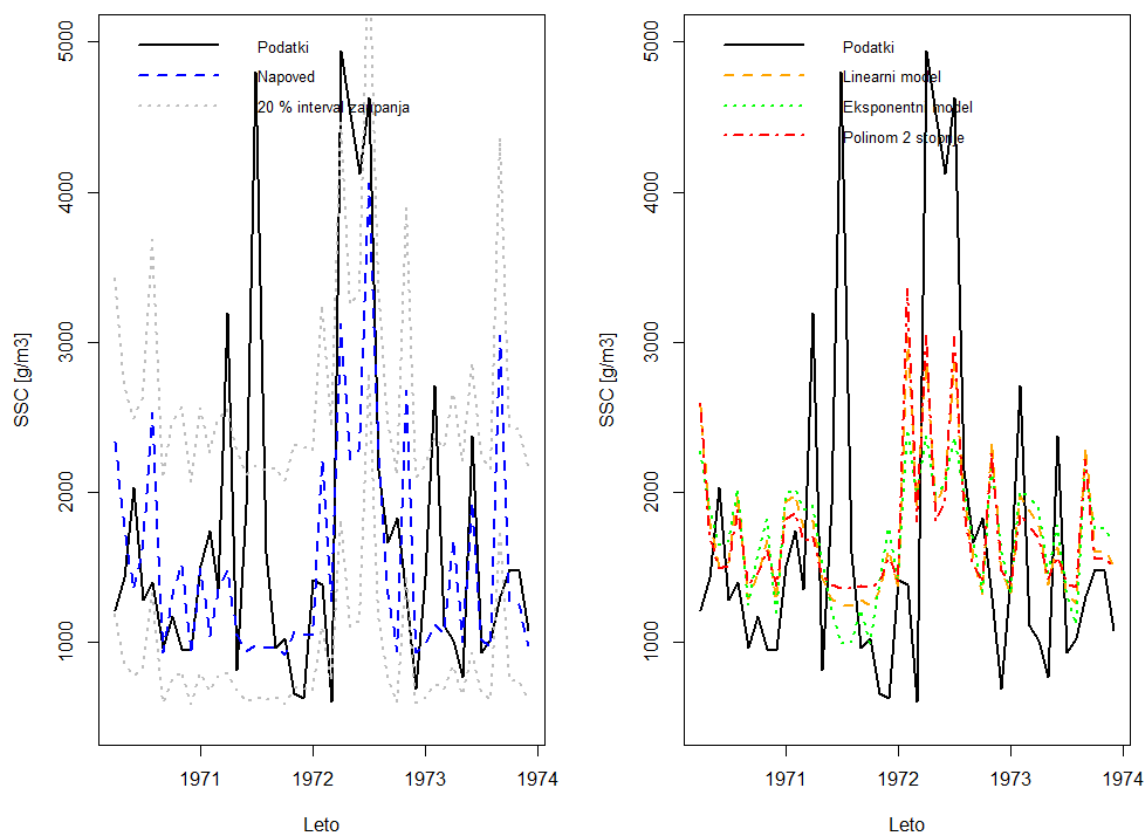 SSC [g/m3]
5000
4000
3000
2000
1000
Podatki
Napoved
20 % interval zaupanja
1971 1972 1973 1974
Leto
SSC [g/m3]
5000
4000
3000
2000
1000
Podatki
Linearni model
Eksponentni model
Polinom 2 stopnje
1971 1972 1973 1974
Leto